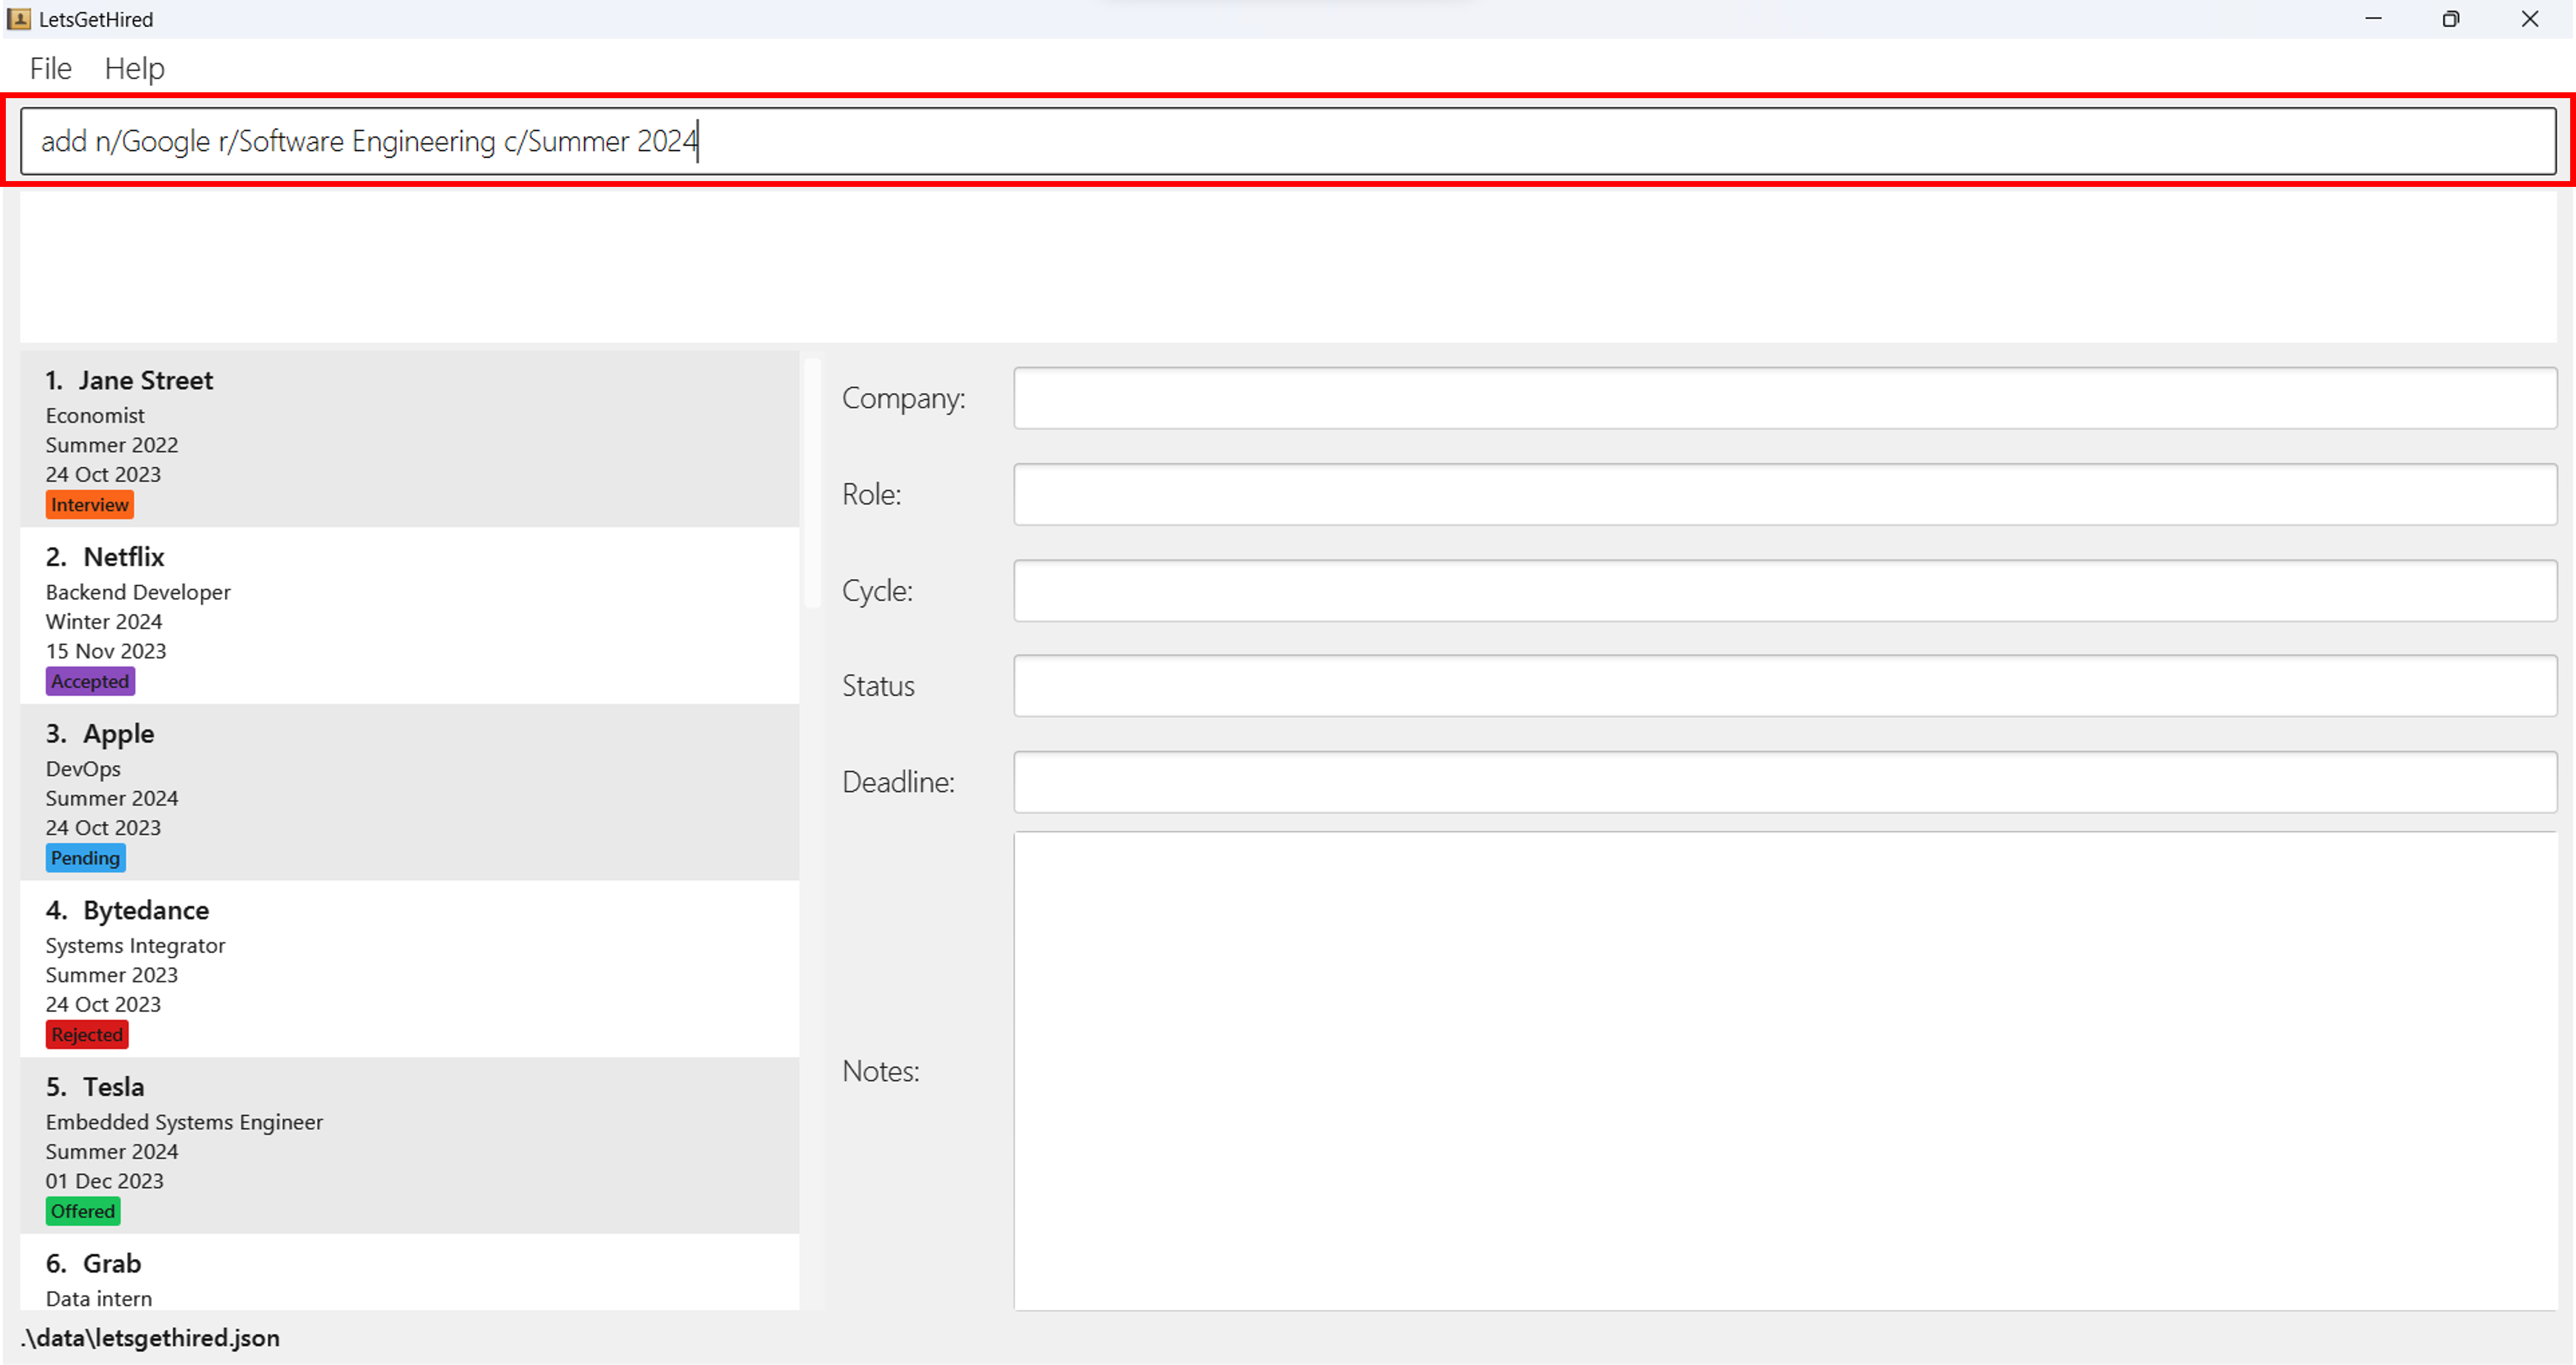 LetsGetHired
File Help
add n/Google r/Software Engineering c/Summer 2024
1. Jane Street
Economist
Summer 2022
24 Oct 2023
Interview
2. Netflix
Backend Developer
Winter 2024
15 Nov 2023
Accepted
3. Apple
DevOps
Summer 2024
24 Oct 2023
Pending
4. Bytedance
Systems Integrator
Summer 2023
24 Oct 2023
Rejected
5. Tesla
Embedded Systems Engineer
Summer 2024
01 Dec 2023
Offered
6. Grab
Data intern
Company:
Role:
Cycle:
Status
Deadline:
Notes:
.\data\letsgethired.json